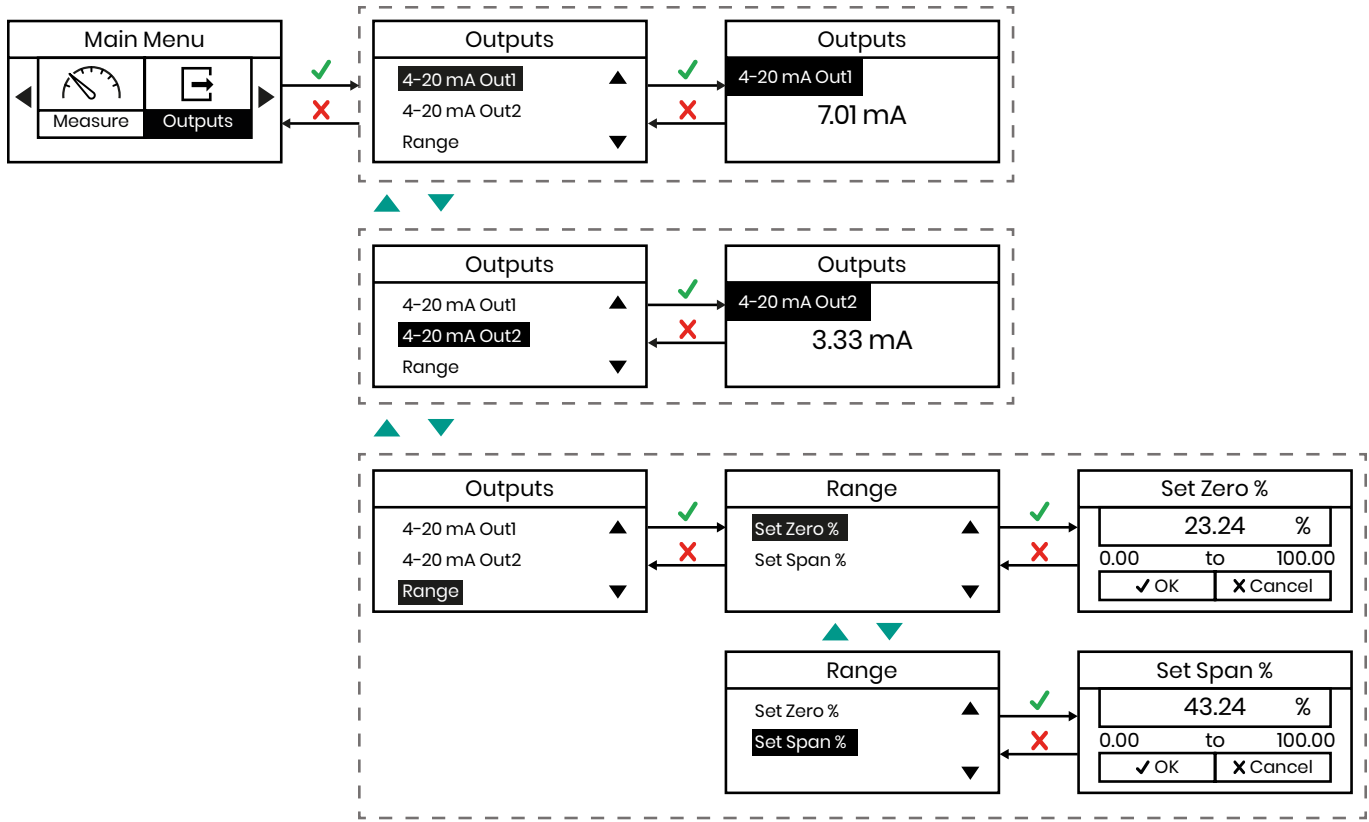 Main Menu
Measure
Outputs
Outputs
4-20 mA Out1
4-20 mA Out2
Range
Outputs
4-20 mA Out1
7.01 mA
Outputs
4-20 mA Out1
4-20 mA Out2
Range
Outputs
4-20 mA Out2
3.33 mA
Outputs
4-20 mA Out1
4-20 mA Out2
Range
Range
Set Zero %
Set Span %
Set Zero %
23.24 %
0.00 to 100.00
✓ OK ✗ Cancel
Range
Set Zero %
Set Span %
Set Span %
43.24 %
0.00 to 100.00
✓ OK ✗ Cancel